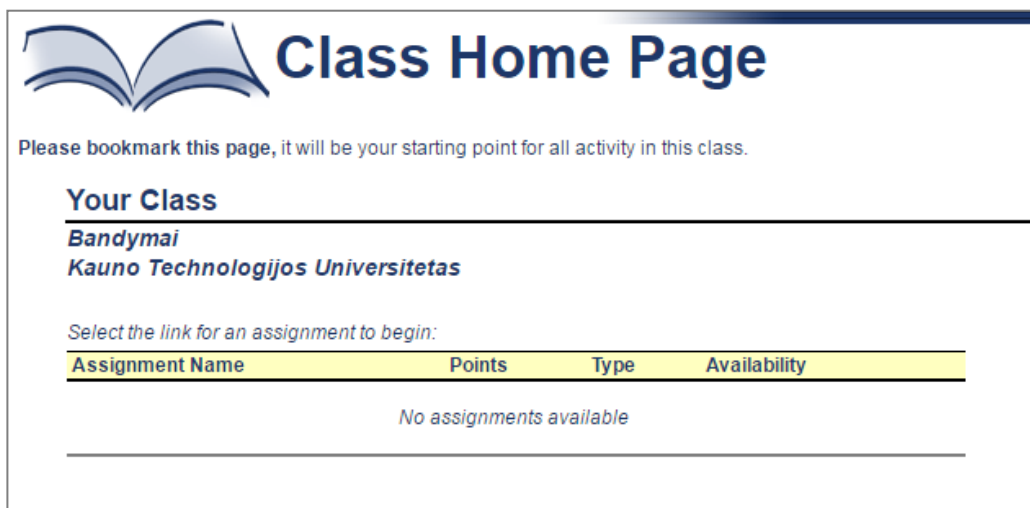 Class Home Page
Please bookmark this page, it will be your starting point for all activity in this class.
Your Class
Bandymai
Kauno Technologijos Universitetas
Select the link for an assignment to begin:
Assignment Name Points Type Availability
No assignments available